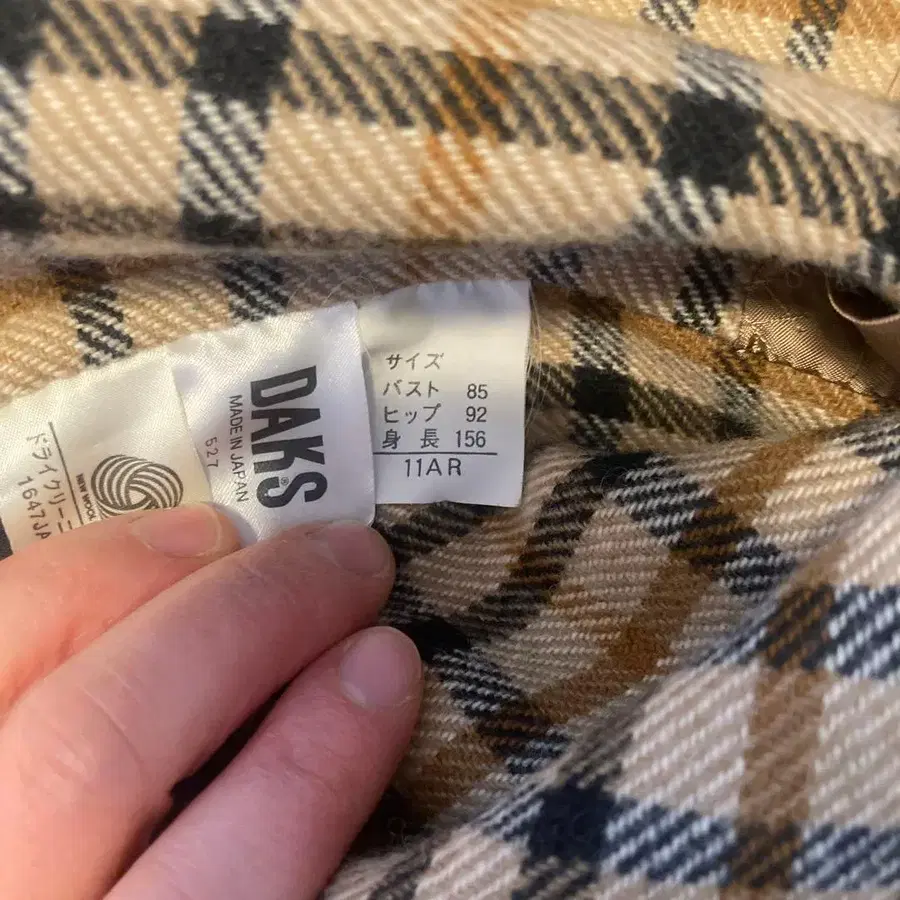 サイズ
バスト 85
ヒップ 92
身長 156
11AR
DAKS®
MADE IN JAPAN
527
ドライクリーニ
1647JA